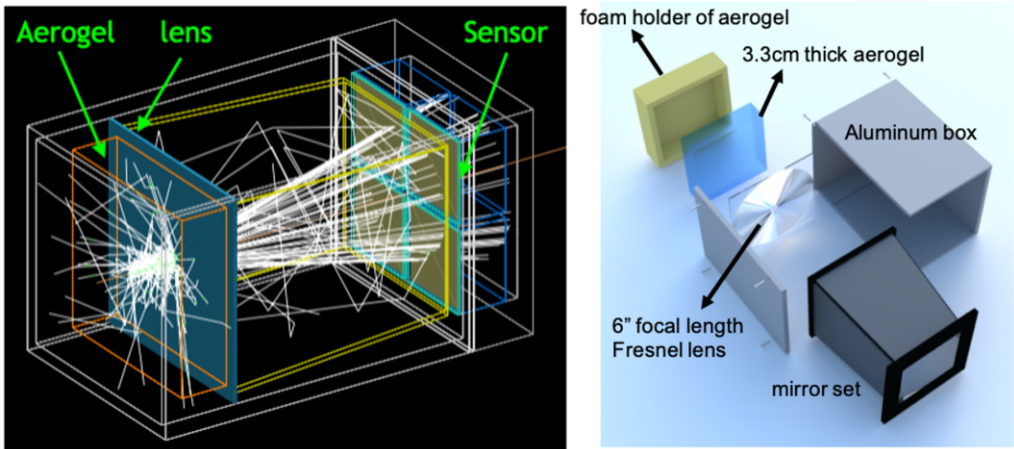 Aerogel lens Sensor
foam holder of aerogel
3.3cm thick aerogel
Aluminum box
6” focal length
Fresnel lens
mirror set